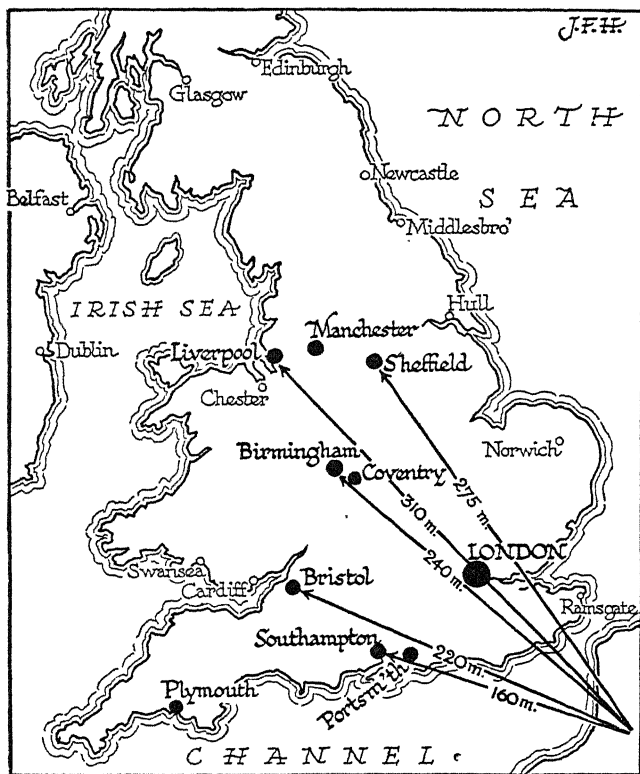 J.F.H.
Edinburgh
Glasgow
NORTH
SEA
Newcastle
Belfast
Middlesbro'
IRISH SEA
Hull
Manchester
Dublin
Liverpool
Sheffield
Chester
Norwich
Birmingham
Coventry
275 m.
310 m.
240 m.
LONDON
Swansea
Cardiff
Bristol
Ramsgate
Southampton
Portsm'th
220 m.
160 m.
Plymouth
CHANNEL